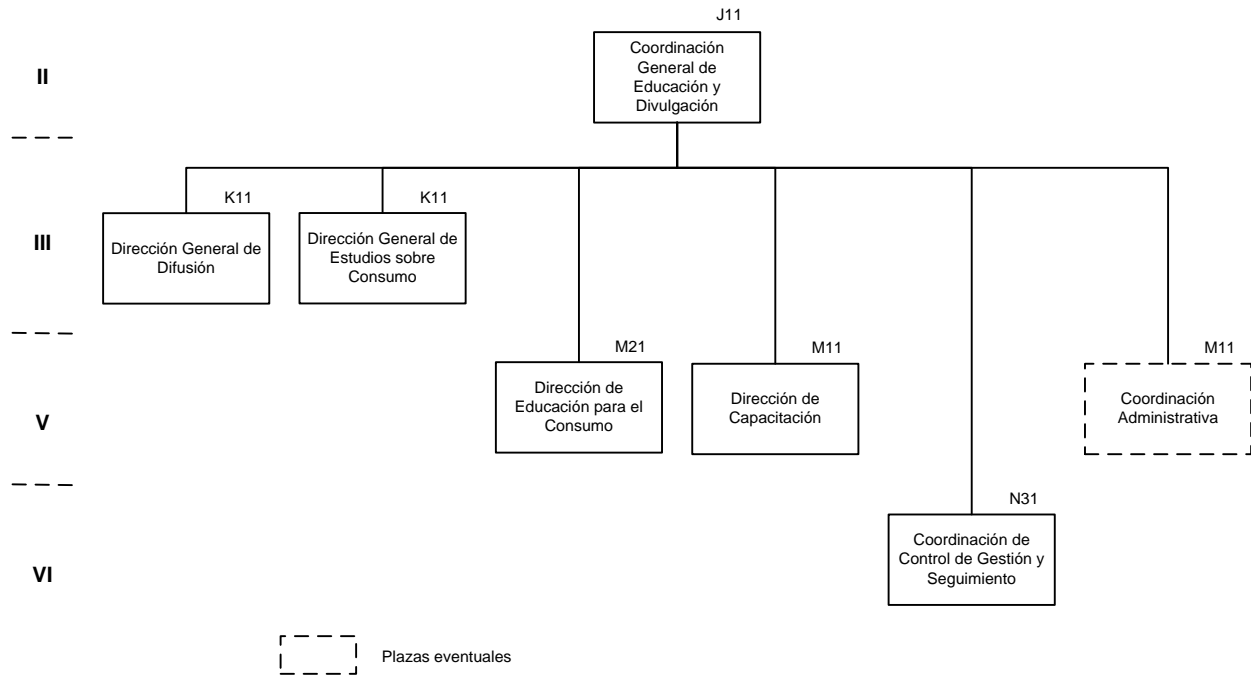 J11
Coordinación
General de
Educación y
Divulgación
II
K11
Dirección General de
Difusión
K11
Dirección General de
Estudios sobre
Consumo
III
M21
Dirección de
Educación para el
Consumo
M11
Dirección de
Capacitación
M11
Coordinación
Administrativa
V
N31
Coordinación de
Control de Gestión y
Seguimiento
VI
Plazas eventuales